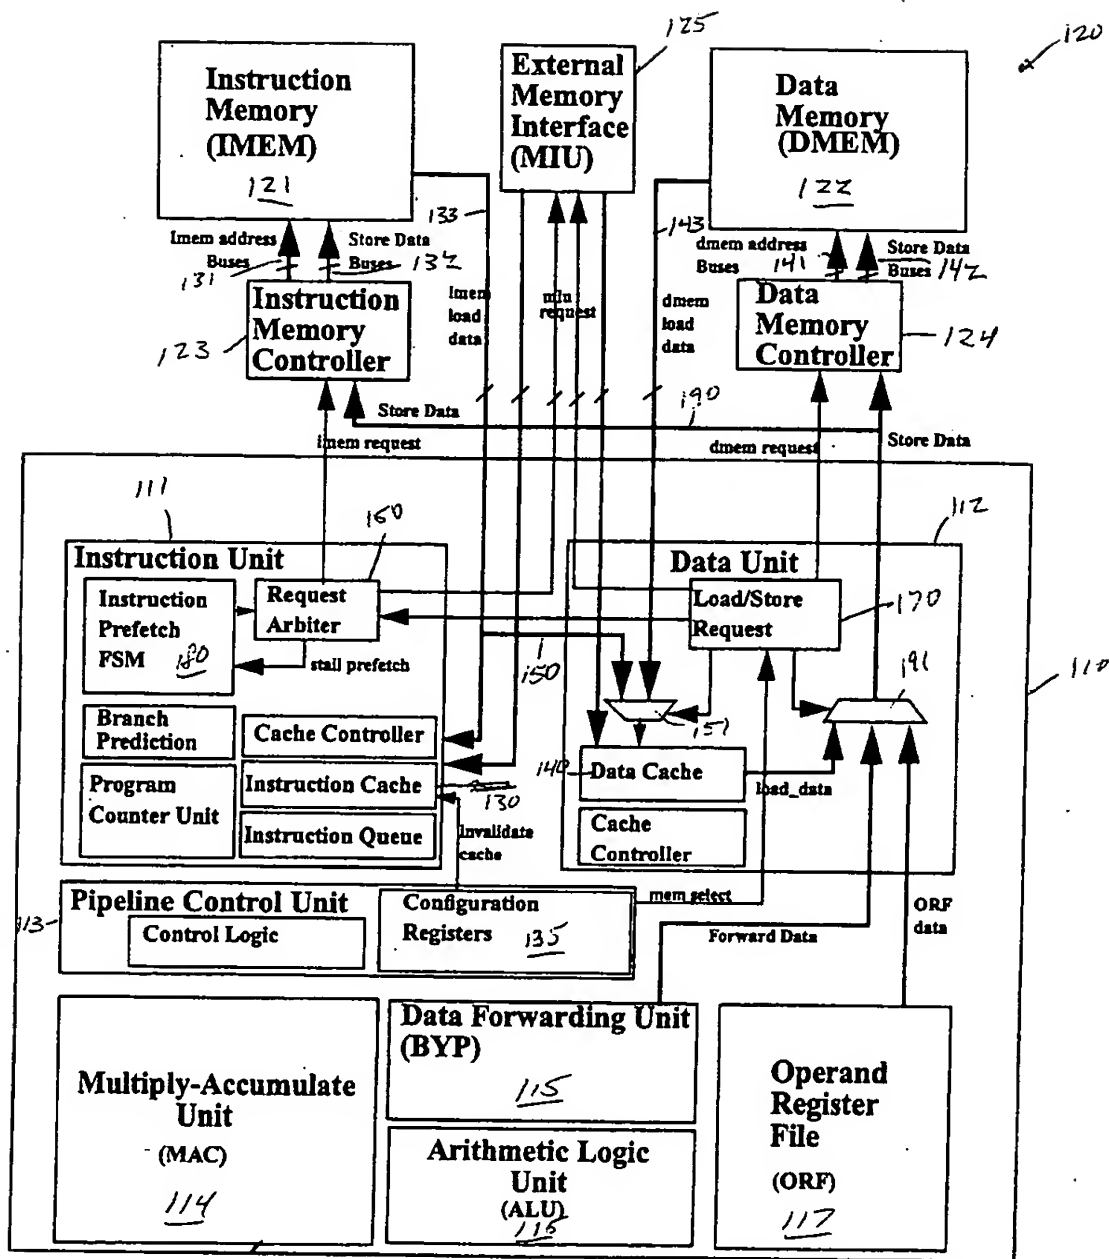 125
120
Instruction
Memory
(IMEM)
121
External
Memory
Interface
(MIU)
Data
Memory
(DMEM)
122
133
143
Imem address
Buses
131
Store Data
Buses 132
dmem address
Buses 141
Store Data
Buses 142
Instruction
Memory
Controller
123
Imem
load
data
miu
request
dmem
load
data
Data
Memory
Controller
124
190
Store Data
imem request
dmem request
Store Data
111
160
112
Instruction Unit
Data Unit
Instruction
Prefetch
FSM 180
Request
Arbiter
Load/Store
Request
170
stall prefetch
150
110
191
Branch
Prediction
Cache Controller
151
Program
Counter Unit
Instruction Cache
130
140
Data Cache
load_data
Instruction Queue
Invalidate
cache
Cache
Controller
Pipeline Control Unit
113
Control Logic
Configuration
Registers 135
mem select
Forward Data
ORF
data
Multiply-Accumulate
Unit
(MAC)
114
Data Forwarding Unit
(BYP)
115
Arithmetic Logic
Unit
(ALU)
Operand
Register
File
(ORF)
117